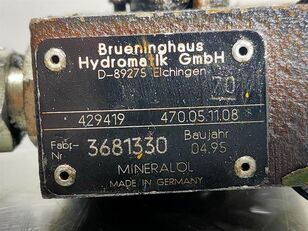 Brueninghaus
Hydromatik GmbH
D-89275 Elchingen
70
429419 470.05.11.08
Fabr.- Nr 3681330 Baujahr 04.95
MINERALÖL
MADE IN GERMANY